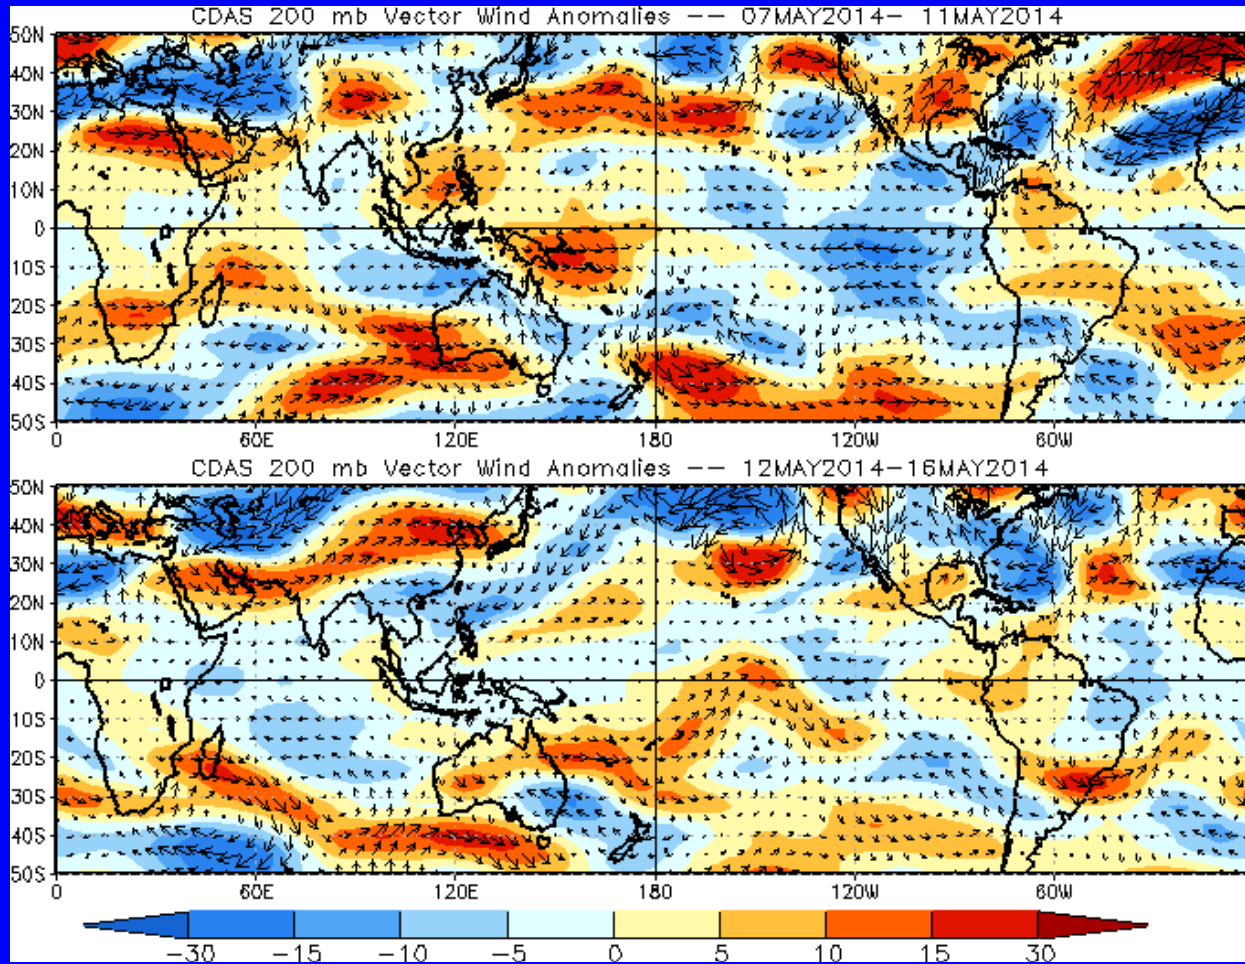 CDAS 200 mb Vector Wind Anomalies -- 07MAY2014- 11MAY2014
50N
40N
30N
20N
10N
0
10S
20S
30S
40S
50S
0 60E 120E 180 120W 60W
CDAS 200 mb Vector Wind Anomalies -- 12MAY2014-16MAY2014
50N
40N
30N
20N
10N
0
10S
20S
30S
40S
50S
0 60E 120E 180 120W 60W
-30 -15 -10 -5 0 5 10 15 30